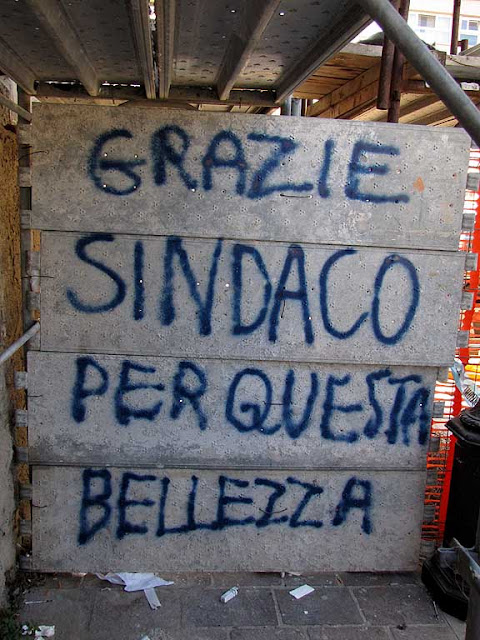 GRAZIE
SINDACO
PER QUESTA
BELLEZZA